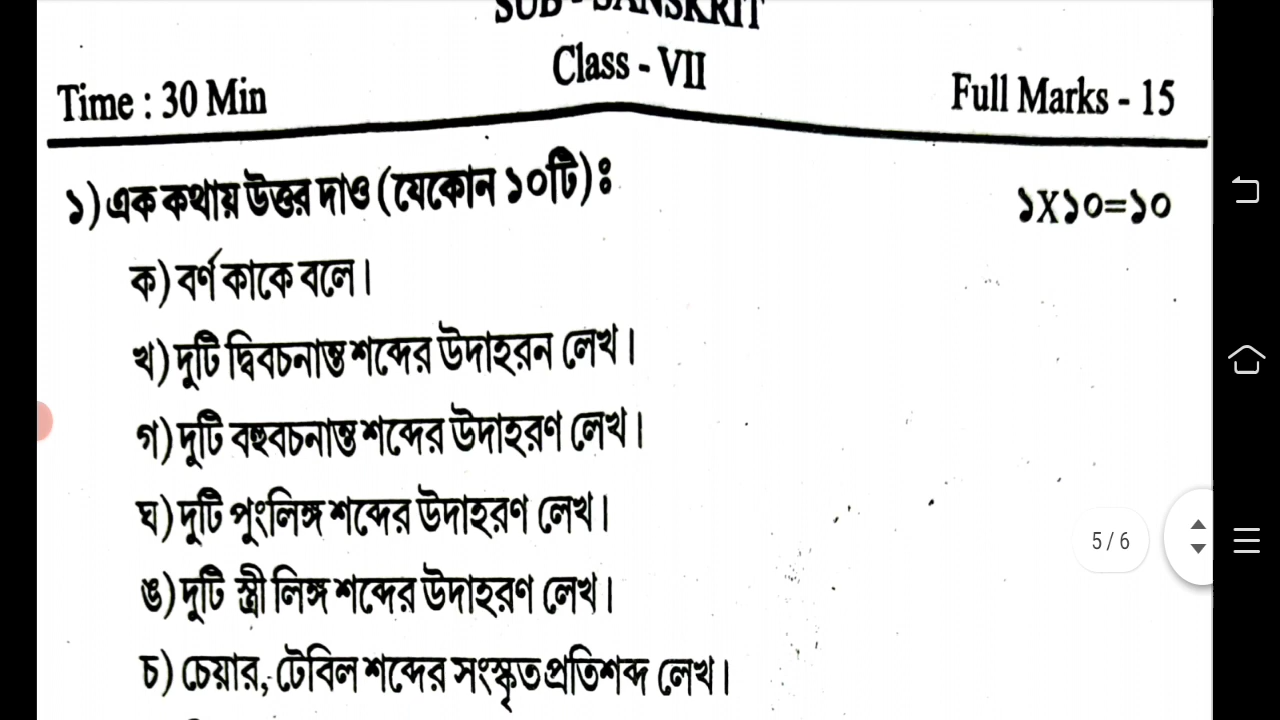 SUB - SANSKRIT
Class - VII
Time : 30 Min
Full Marks - 15
১) এক কথায় উত্তর দাও (যেকোন ১০টি)ঃ
১X১০=১০
ক) বর্ণ কাকে বলে।
খ) দুটি দ্বিবচনান্ত শব্দের উদাহরন লেখ।
গ) দুটি বহুবচনান্ত শব্দের উদাহরণ লেখ।
ঘ) দুটি পুংলিঙ্গ শব্দের উদাহরণ লেখ।
ঙ) দুটি স্ত্রী লিঙ্গ শব্দের উদাহরণ লেখ।
5 / 6
চ) চেয়ার, টেবিল শব্দের সংস্কৃত প্রতিশব্দ লেখ।